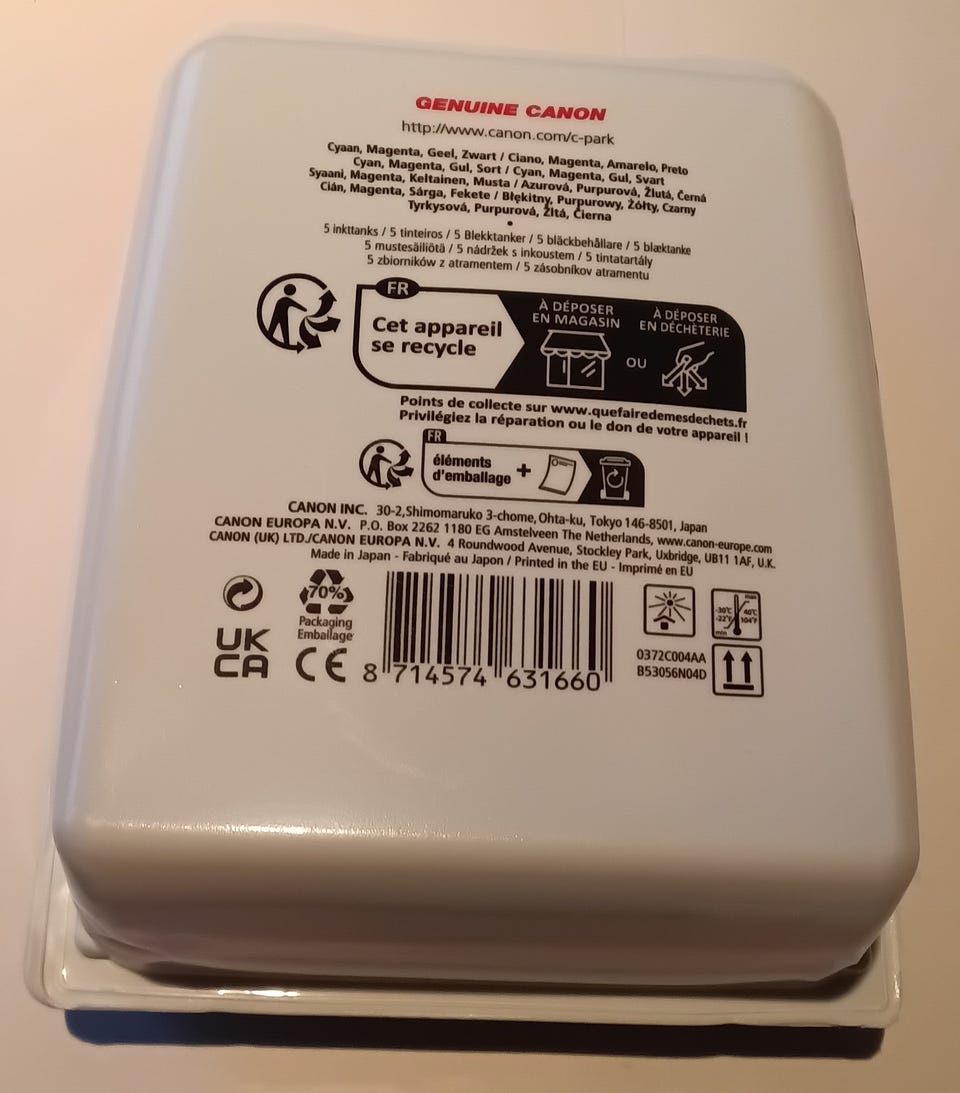 GENUINE CANON
http://www.canon.com/c-park
Cyaan, Magenta, Geel, Zwart / Ciano, Magenta, Amarelo, Preto
Cyan, Magenta, Gul, Sort / Cyan, Magenta, Gul, Svart
Syaani, Magenta, Keltainen, Musta / Azurová, Purpurová, Žlutá, Černá
Cián, Magenta, Sárga, Fekete / Błękitny, Purpurowy, Żółty, Czarny
Tyrkysová, Purpurová, Žltá, Čierna
•
5 inkttanks / 5 tinteiros / 5 Blekktanker / 5 bläckbehållare / 5 blæktanke
5 mustesäiliötä / 5 nádržek s inkoustem / 5 tintatartály
5 zbiorników z atramentem / 5 zásobníkov atramentu
FR
Cet appareil
se recycle
À DÉPOSER
EN MAGASIN
OU
À DÉPOSER
EN DÉCHÈTERIE
Points de collecte sur www.quefairedemesdechets.fr
Privilégiez la réparation ou le don de votre appareil !
FR
éléments
d'emballage +
CANON INC. 30-2,Shimomaruko 3-chome,Ohta-ku, Tokyo 146-8501, Japan
CANON EUROPA N.V. P.O. Box 2262 1180 EG Amstelveen The Netherlands, www.canon-europe.com
CANON (UK) LTD./CANON EUROPA N.V. 4 Roundwood Avenue, Stockley Park, Uxbridge, UB11 1AF, U.K.
Made in Japan - Fabriqué au Japon / Printed in the EU - Imprimé en EU
70%
Packaging
Emballage
UK
CA
CE
8 714574 631660
max
-30°C 40°C
-22°F 104°F
min
0372C004AA
B53056N04D